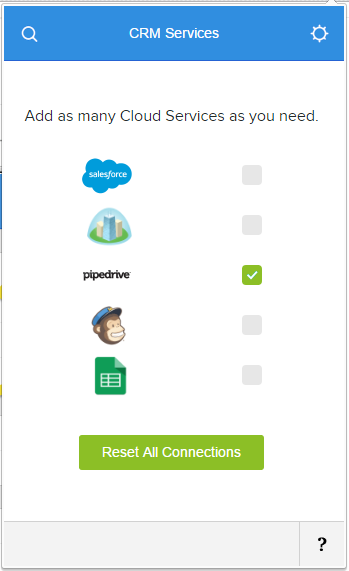 CRM Services
Add as many Cloud Services as you need.
salesforce
pipedrive
Reset All Connections
?